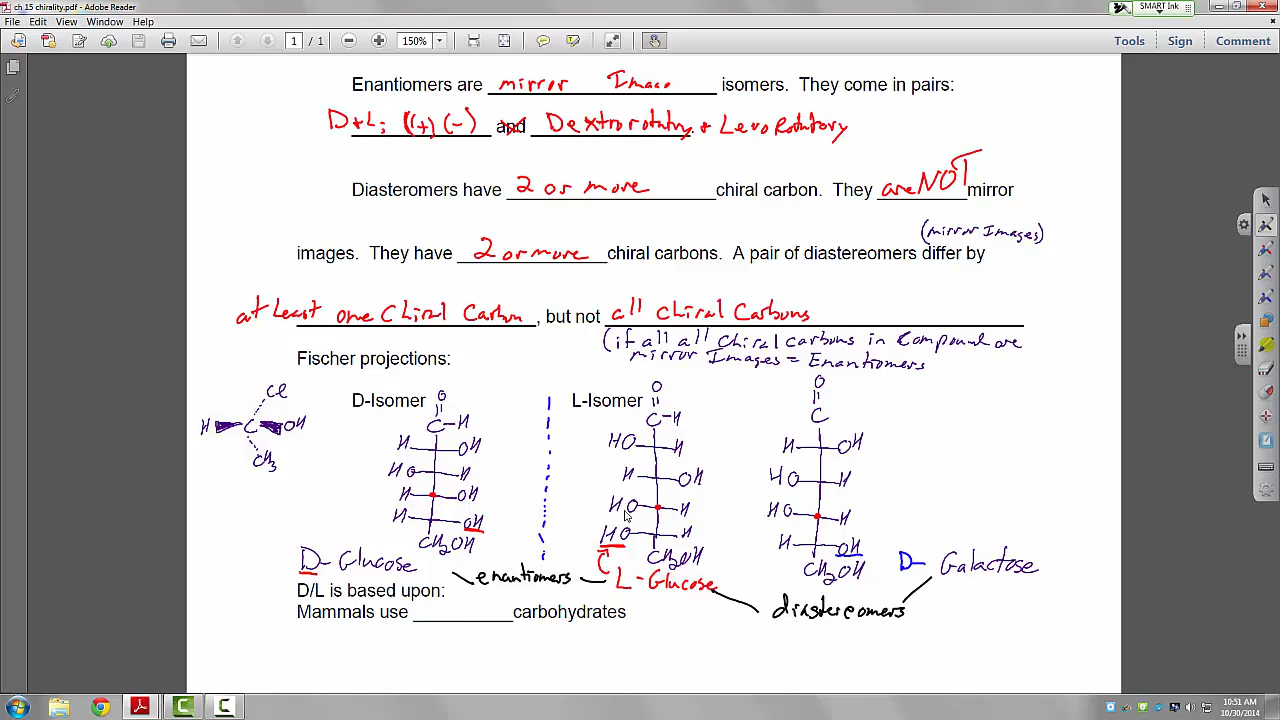 ch 15 chirality.pdf - Adobe Reader
SMART Ink
File Edit View Window Help
1 / 1 150% Tools Sign Comment
Enantiomers are mirror Image isomers. They come in pairs:
D+L; ((+) (-) and Dextrorotatry. + LevoRotatory
Diasteromers have 2 or more chiral carbon. They are NOT mirror
(mirror Images)
images. They have 2 or more chiral carbons. A pair of diastereomers differ by
at Least one Chiral Carbon, but not all chiral Carbons
(if all all chiral carbons in Compound are
mirror Images = Enantiomers
Fischer projections:
D-Isomer L-Isomer
Cl
H C OH
CH3
O
C-H
H OH
HO H
H OH
H OH
CH2OH
O
C-H
HO H
H OH
HO H
HO H
CH2OH
O
C
H OH
HO H
HO H
H OH
CH2OH
D- Glucose enantiomers L-Glucose D- Galactose
diastereomers
D/L is based upon:
Mammals use carbohydrates
10:51 AM
10/30/2014